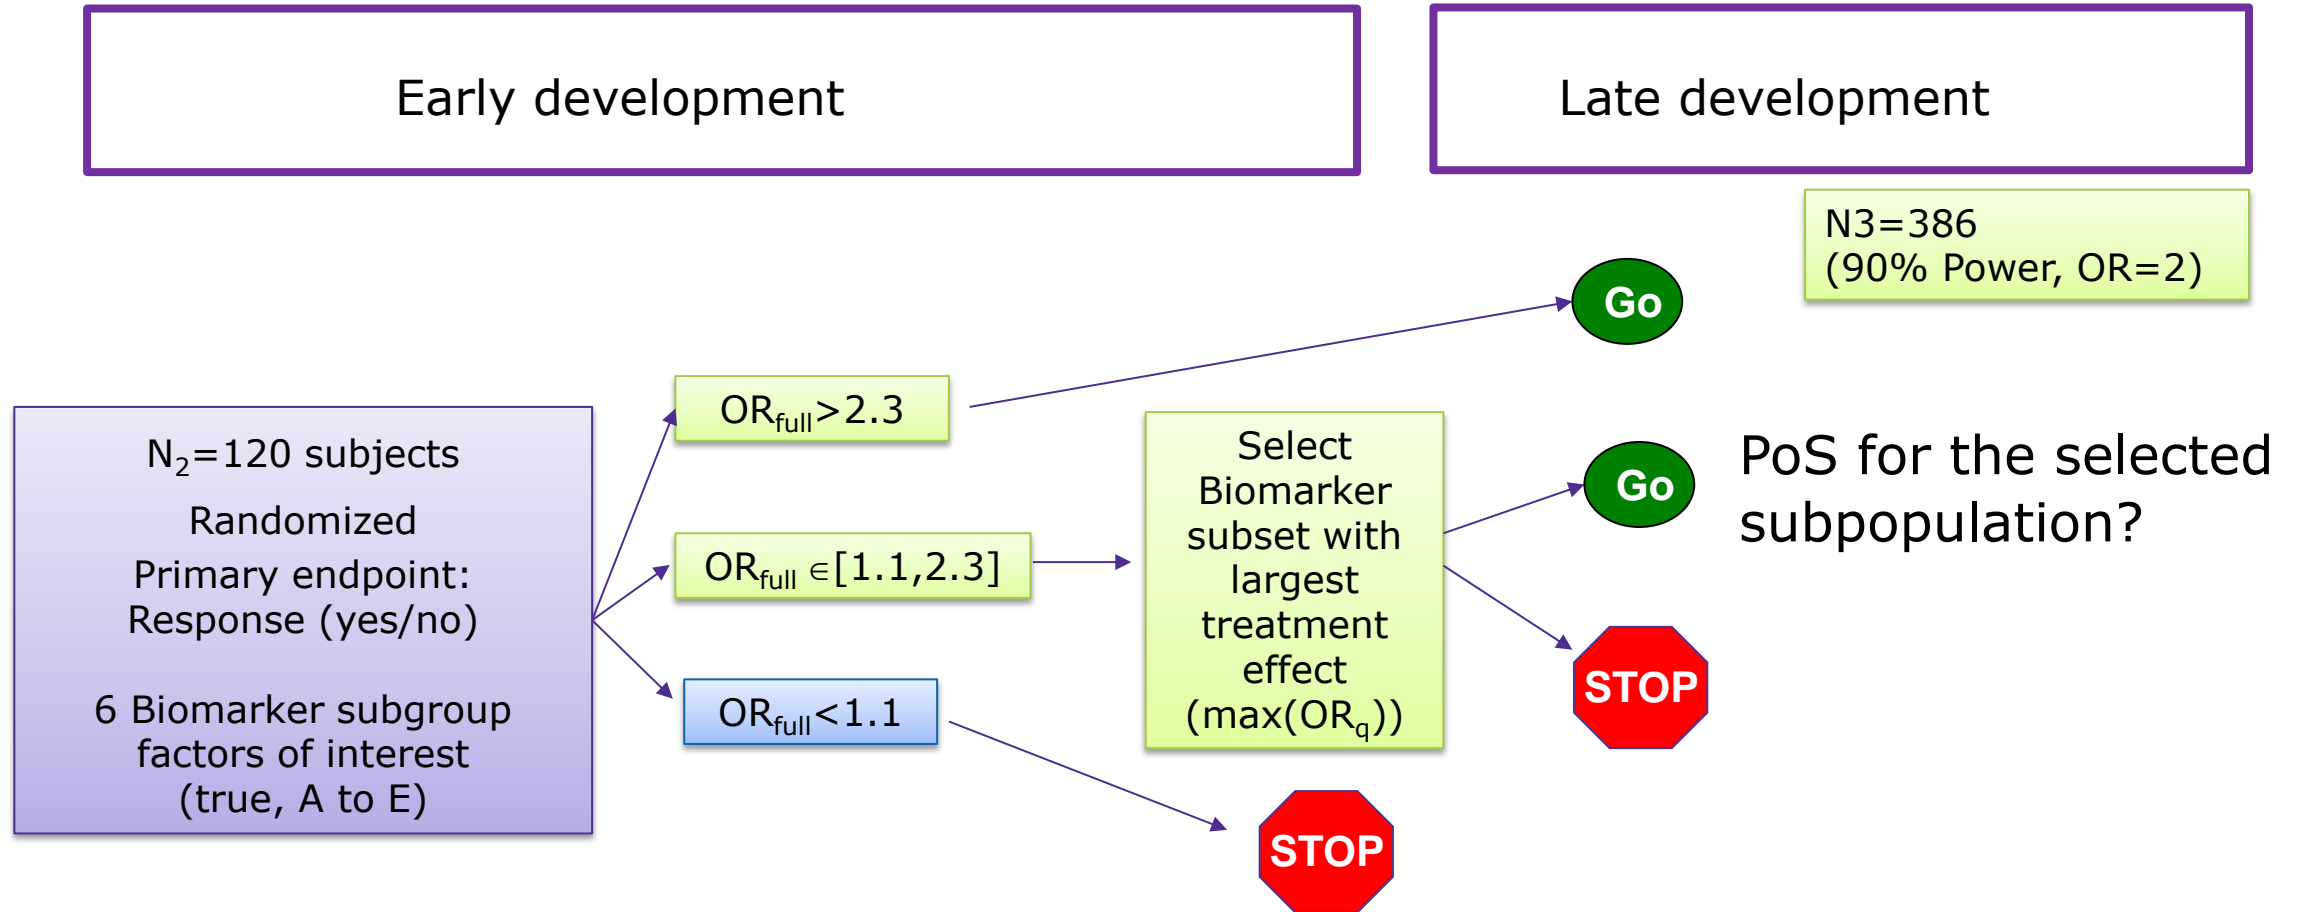 Early development
Late development
N3=386
(90% Power, OR=2)
Go
ORfull>2.3
N2=120 subjects
Randomized
Primary endpoint:
Response (yes/no)
6 Biomarker subgroup
factors of interest
(true, A to E)
ORfull ∈[1.1,2.3]
ORfull<1.1
Select
Biomarker
subset with
largest
treatment
effect
(max(ORq))
Go
PoS for the selected
subpopulation?
STOP
STOP